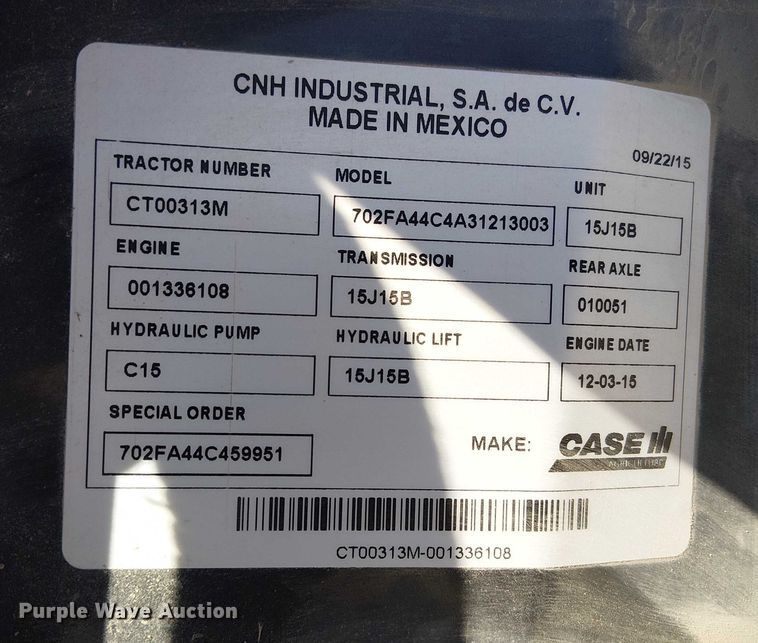 CNH INDUSTRIAL, S.A. de C.V.
MADE IN MEXICO
09/22/15
TRACTOR NUMBER MODEL UNIT
CT00313M 702FA44C4A31213003 15J15B
ENGINE TRANSMISSION REAR AXLE
001336108 15J15B 010051
HYDRAULIC PUMP HYDRAULIC LIFT ENGINE DATE
C15 15J15B 12-03-15
SPECIAL ORDER
702FA44C459951
MAKE: CASE IH
AGRICULTURE
CT00313M-001336108
Purple Wave Auction